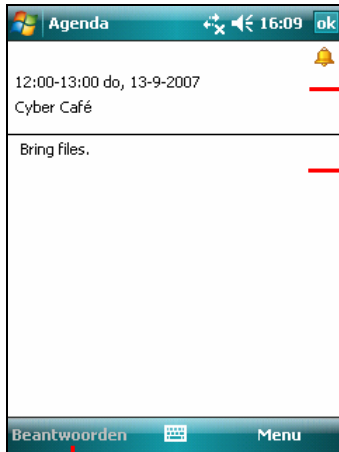 Agenda 16:09 ok
12:00-13:00 do, 13-9-2007
Cyber Café
Bring files.
Beantwoorden Menu